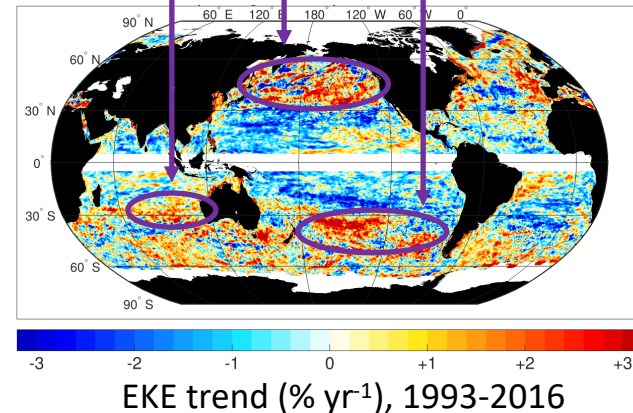 60° E 120° E 180° 120° W 60° W 0°
90° N
60° N
30° N
0°
30° S
60° S
90° S
-3 -2 -1 0 +1 +2 +3
EKE trend (% yr-1), 1993-2016